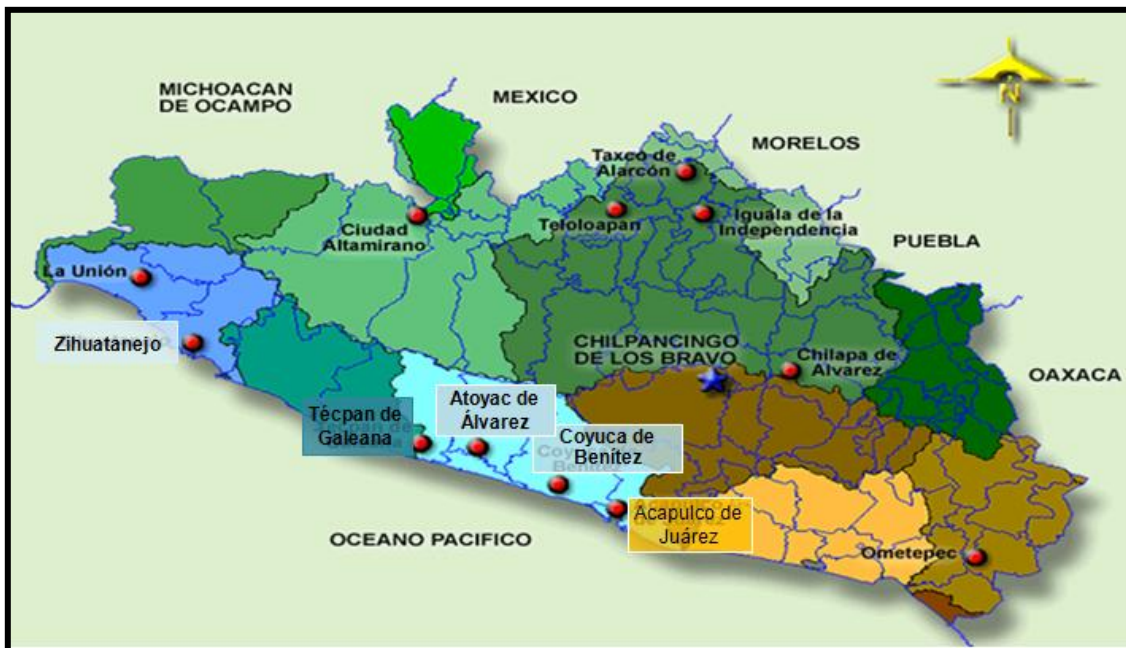 MICHOACAN
DE OCAMPO
MEXICO
MORELOS
N
Taxco de
Alarcón
Teloloapan
Iguala de la
Independencia
Ciudad
Altamirano
PUEBLA
La Unión
Zihuatanejo
CHILPANCINGO
DE LOS BRAVO
Chilapa de
Alvarez
OAXACA
Técpan de
Galeana
Atoyac de
Álvarez
Coyuca de
Benítez
Acapulco de
Juárez
OCEANO PACIFICO
Ometepec